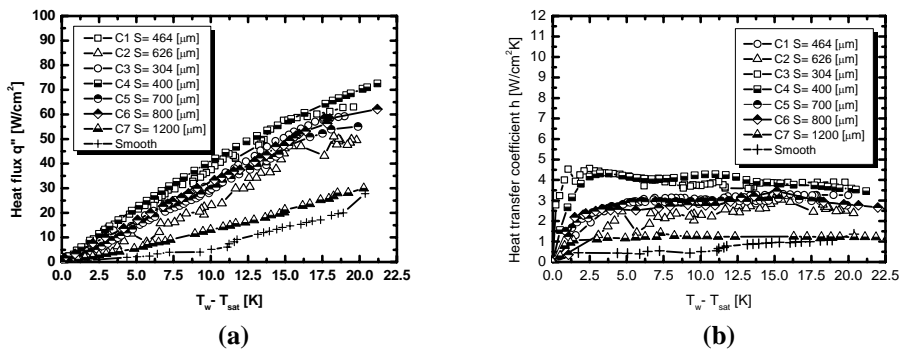 100
90
80
70
60
50
40
30
20
10
0
Heat flux q" [W/cm²]
C1 S= 464 [μm]
C2 S= 626 [μm]
C3 S= 304 [μm]
C4 S= 400 [μm]
C5 S= 700 [μm]
C6 S= 800 [μm]
C7 S= 1200 [μm]
Smooth
0.0 2.5 5.0 7.5 10.0 12.5 15.0 17.5 20.0 22.5
T_w- T_sat [K]
(a)
12
11
10
9
8
7
6
5
4
3
2
1
0
Heat transfer coefficient h [W/cm²K]
C1 S= 464 [μm]
C2 S= 626 [μm]
C3 S= 304 [μm]
C4 S= 400 [μm]
C5 S= 700 [μm]
C6 S= 800 [μm]
C7 S= 1200 [μm]
Smooth
0.0 2.5 5.0 7.5 10.0 12.5 15.0 17.5 20.0 22.5
T_w- T_sat [K]
(b)